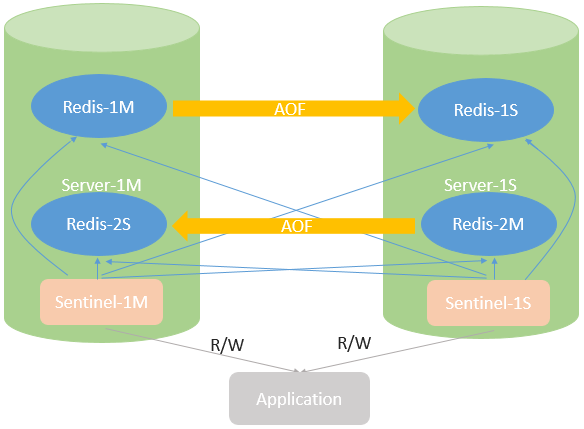 Redis-1M
AOF
Redis-1S
Server-1M
Server-1S
Redis-2S
AOF
Redis-2M
Sentinel-1M
Sentinel-1S
R/W
R/W
Application